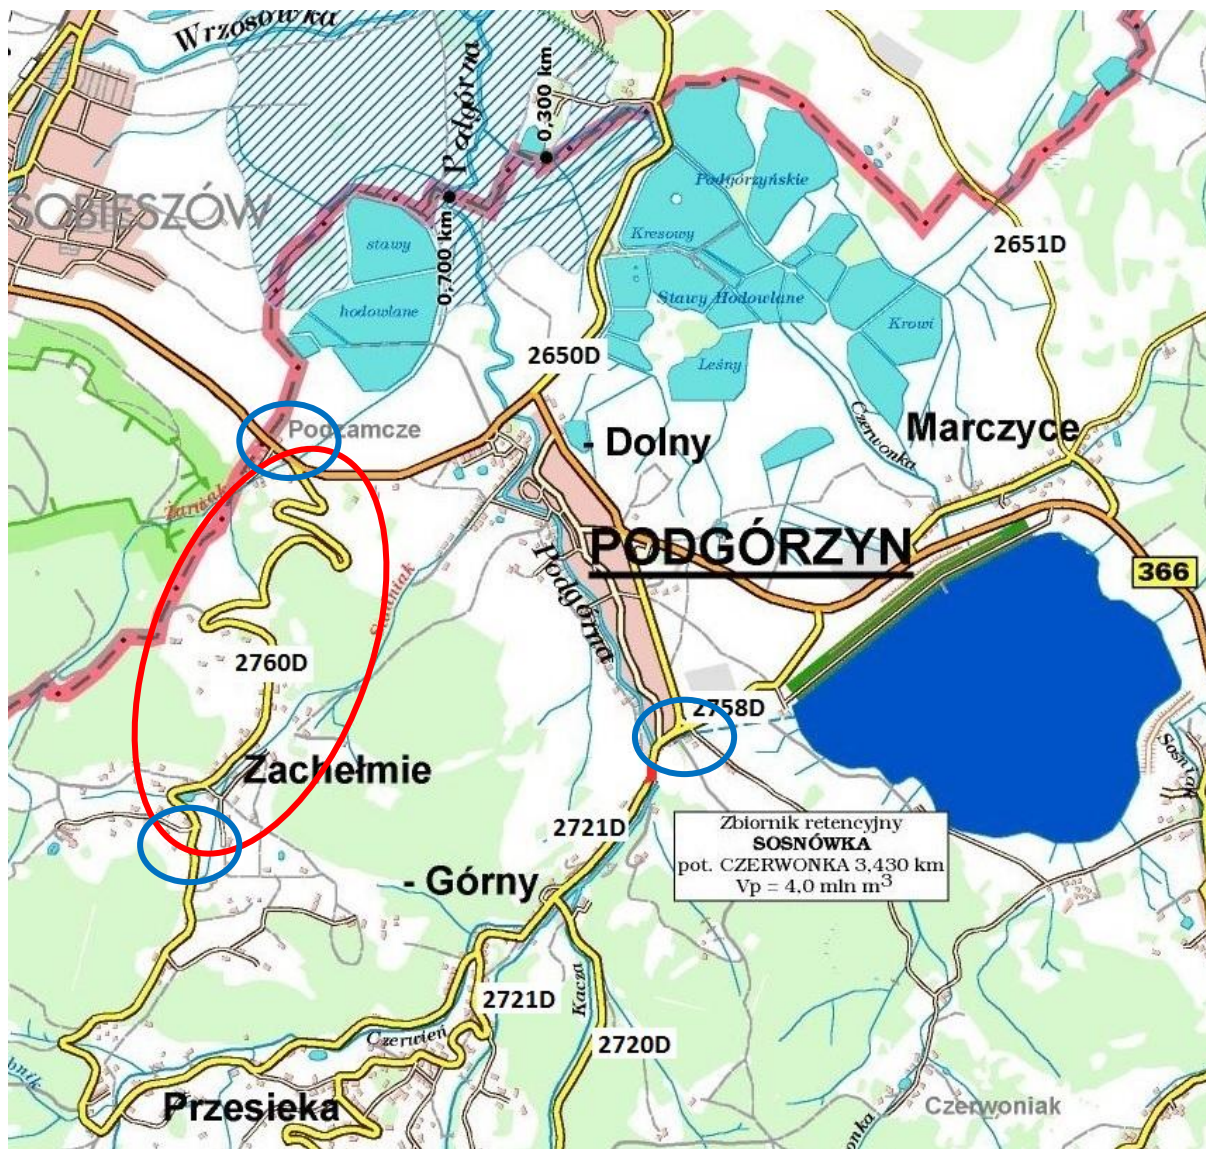 Wrzosówka
Podgórna
0,300 km
SOBIESZÓW
stawy
hodowlane
0,700 km
Podgórzyńskie
Kresowy
Stawy Hodowlane
Krowi
Leśny
2651D
2650D
Podzamcze
- Dolny
Czerwonka
Marczyce
PODGÓRZYN
Podgórna
366
2760D
2758D
Zachełmie
Sośniak
2721D
Zbiornik retencyjny
SOSNÓWKA
pot. CZERWONKA 3,430 km
Vp = 4,0 mln m3
- Górny
2721D
Kacza
2720D
Czerwień
Przesieka
Czerwoniak